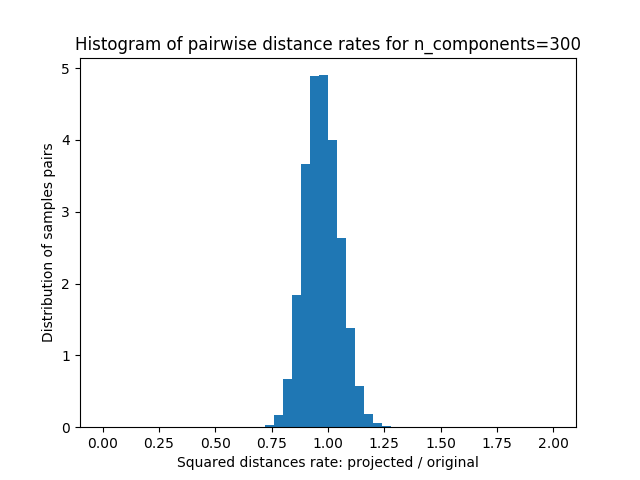 Histogram of pairwise distance rates for n_components=300
Distribution of samples pairs
5
4
3
2
1
0
0.00 0.25 0.50 0.75 1.00 1.25 1.50 1.75 2.00
Squared distances rate: projected / original